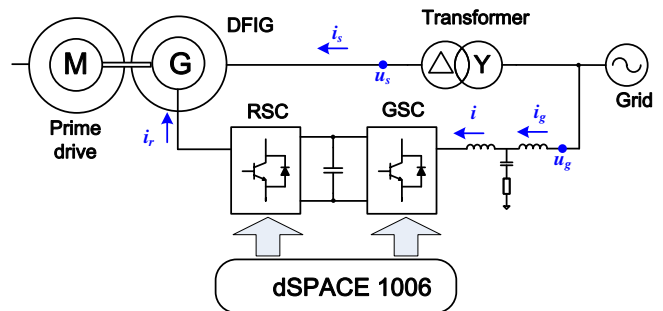 DFIG
Transformer
i_s
u_s
M
G
△
Y
Grid
Prime
drive
i_r
RSC
GSC
i
i_g
u_g
dSPACE 1006